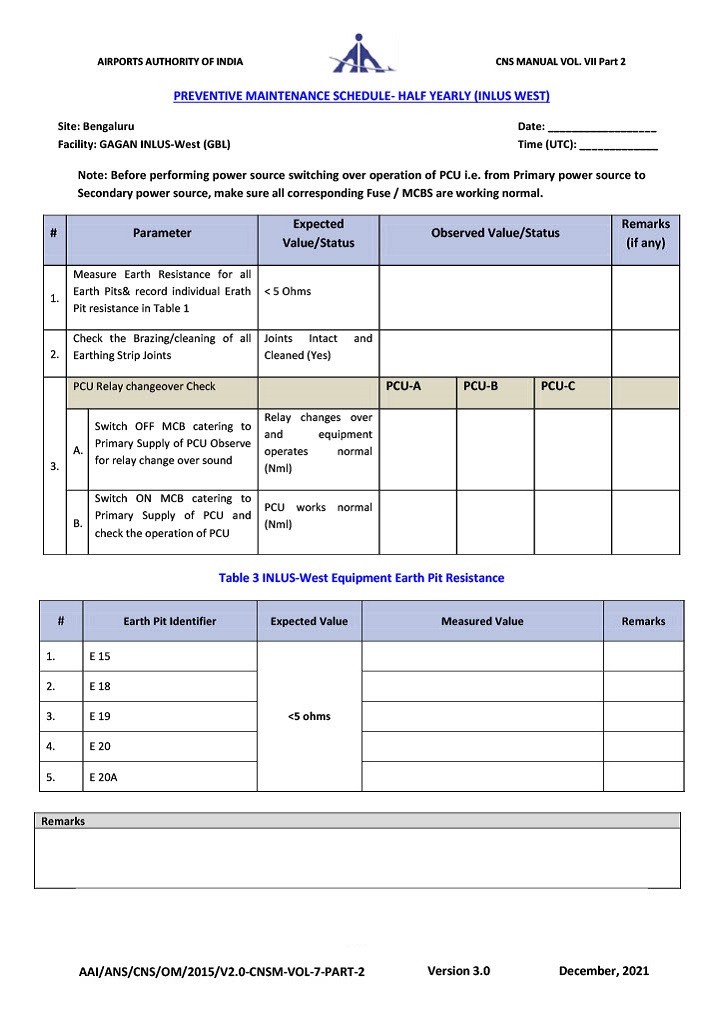 AIRPORTS AUTHORITY OF INDIA
CNS MANUAL VOL. VII Part 2
PREVENTIVE MAINTENANCE SCHEDULE- HALF YEARLY (INLUS WEST)
Site: Bengaluru
Date: __________________
Facility: GAGAN INLUS-West (GBL)
Time (UTC): _____________
Note: Before performing power source switching over operation of PCU i.e. from Primary power source to
Secondary power source, make sure all corresponding Fuse / MCBS are working normal.
# Parameter Expected Value/Status Observed Value/Status Remarks (if any)
1.
Measure Earth Resistance for all
Earth Pits& record individual Erath
Pit resistance in Table 1
< 5 Ohms
2.
Check the Brazing/cleaning of all
Earthing Strip Joints
Joints Intact and
Cleaned (Yes)
3.
PCU Relay changeover Check PCU-A PCU-B PCU-C
A.
Switch OFF MCB catering to
Primary Supply of PCU Observe
for relay change over sound
Relay changes over
and equipment
operates normal
(Nml)
B.
Switch ON MCB catering to
Primary Supply of PCU and
check the operation of PCU
PCU works normal
(Nml)
Table 3 INLUS-West Equipment Earth Pit Resistance
# Earth Pit Identifier Expected Value Measured Value Remarks
1. E 15
2. E 18
3. E 19 <5 ohms
4. E 20
5. E 20A
Remarks
AAI/ANS/CNS/OM/2015/V2.0-CNSM-VOL-7-PART-2 Version 3.0 December, 2021